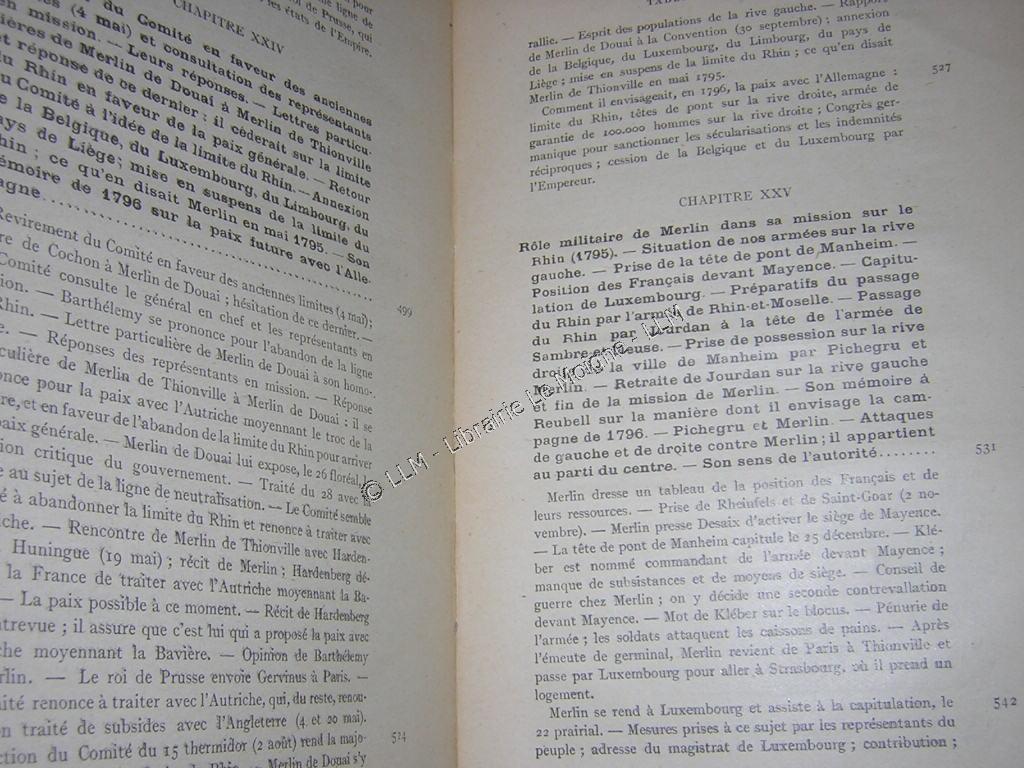 pour
ligne de
de Prusse, qui
les états de l'Empire.
CHAPITRE XXIV
du Comité en faveur des anciennes
(4 mai) et consultation des représentants
en mission. — Leurs réponses. — Lettres particu-
lières de Merlin de Douai à Merlin de Thionville
et réponse de ce dernier : il céderait sur la limite
du Rhin en faveur de la paix générale. — Retour
du Comité à l'idée de la limite du Rhin. — Annexion
de la Belgique, du Luxembourg, du Limbourg, du
pays de Liège; mise en suspens de la limite du
Rhin ; ce qu'en disait Merlin en mai 1795. — Son
mémoire de 1796 sur la paix future avec l'Alle-
magne
499
Revirement du Comité en faveur des anciennes limites (4 mai);
de Cochon à Merlin de Douai ; hésitation de ce dernier. —
Comité consulte le général en chef et les représentants en
— Barthélemy se prononce pour l'abandon de la ligne
Rhin. — Lettre particulière de Merlin de Douai à son homo-
— Réponses des représentants en mission. — Réponse
de Merlin de Thionville à Merlin de Douai : il se
pour la paix avec l'Autriche moyennant le troc de la
et en faveur de l'abandon de la limite du Rhin pour arriver
paix générale. — Merlin de Douai lui expose, le 26 floréal,
critique du gouvernement. — Traité du 28 avec la
au sujet de la ligne de neutralisation. — Le Comité semble
à abandonner la limite du Rhin et renonce à traiter avec
— Rencontre de Merlin de Thionville avec Harden-
Huningue (19 mai) ; récit de Merlin ; Hardenberg dé-
la France de traiter avec l'Autriche moyennant la Ba-
— La paix possible à ce moment. — Récit de Hardenberg
; il assure que c'est lui qui a proposé la paix avec
moyennant la Bavière. — Opinion de Barthélemy
— Le roi de Prusse envoie Gervinus à Paris. —
renonce à traiter avec l'Autriche, qui, du reste, renou-
traité de subsides avec l'Angleterre (4 et 20 mai).
du Comité du 15 thermidor (2 août) rend la majo-
524
Rhin. — Merlin de Douai s'y
rallie. — Esprit des populations de la rive gauche. — Rapport
de Merlin de Douai à la Convention (30 septembre) ; annexion
de la Belgique, du Luxembourg, du Limbourg, du pays de
Liège ; mise en suspens de la limite du Rhin ; ce qu'en disait
Merlin de Thionville en mai 1795.
527
Comment il envisageait, en 1796, la paix avec l'Allemagne :
limite du Rhin, têtes de pont sur la rive droite, armée de
garantie de 100.000 hommes sur la rive droite ; Congrès ger-
manique pour sanctionner les sécularisations et les indemnités
réciproques ; cession de la Belgique et du Luxembourg par
l'Empereur.
CHAPITRE XXV
Rôle militaire de Merlin dans sa mission sur le
Rhin (1795). — Situation de nos armées sur la rive
gauche. — Prise de la tête de pont de Manheim. —
Position des Français devant Mayence. — Capitu-
lation de Luxembourg. — Préparatifs du passage
du Rhin par l'armée de Rhin-et-Moselle. — Passage
du Rhin par Jourdan à la tête de l'armée de
Sambre-et-Meuse. — Prise de possession sur la rive
droite de la ville de Manheim par Pichegru et
Merlin. — Retraite de Jourdan sur la rive gauche
et fin de la mission de Merlin. — Son mémoire à
Reubell sur la manière dont il envisage la cam-
pagne de 1796. — Pichegru et Merlin. — Attaques
de gauche et de droite contre Merlin ; il appartient
au parti du centre. — Son sens de l'autorité........
531
Merlin dresse un tableau de la position des Français et de
leurs ressources. — Prise de Rheinfels et de Saint-Goar (2 no-
vembre). — Merlin presse Desaix d'activer le siège de Mayence.
— La tête de pont de Manheim capitule le 25 décembre. — Klé-
ber est nommé commandant de l'armée devant Mayence ;
manque de subsistances et de moyens de siège. — Conseil de
guerre chez Merlin ; on y décide une seconde contrevallation
devant Mayence. — Mot de Kléber sur le blocus. — Pénurie de
l'armée ; les soldats attaquent les caissons de pains. — Après
l'émeute de germinal, Merlin revient de Paris à Thionville et
passe par Luxembourg pour aller à Strasbourg, où il prend un
logement.
Merlin se rend à Luxembourg et assiste à la capitulation, le
22 prairial. — Mesures prises à ce sujet par les représentants du
542
peuple ; adresse du magistrat de Luxembourg ; contribution ;
© LLM - Librairie Le Moigne - LLM